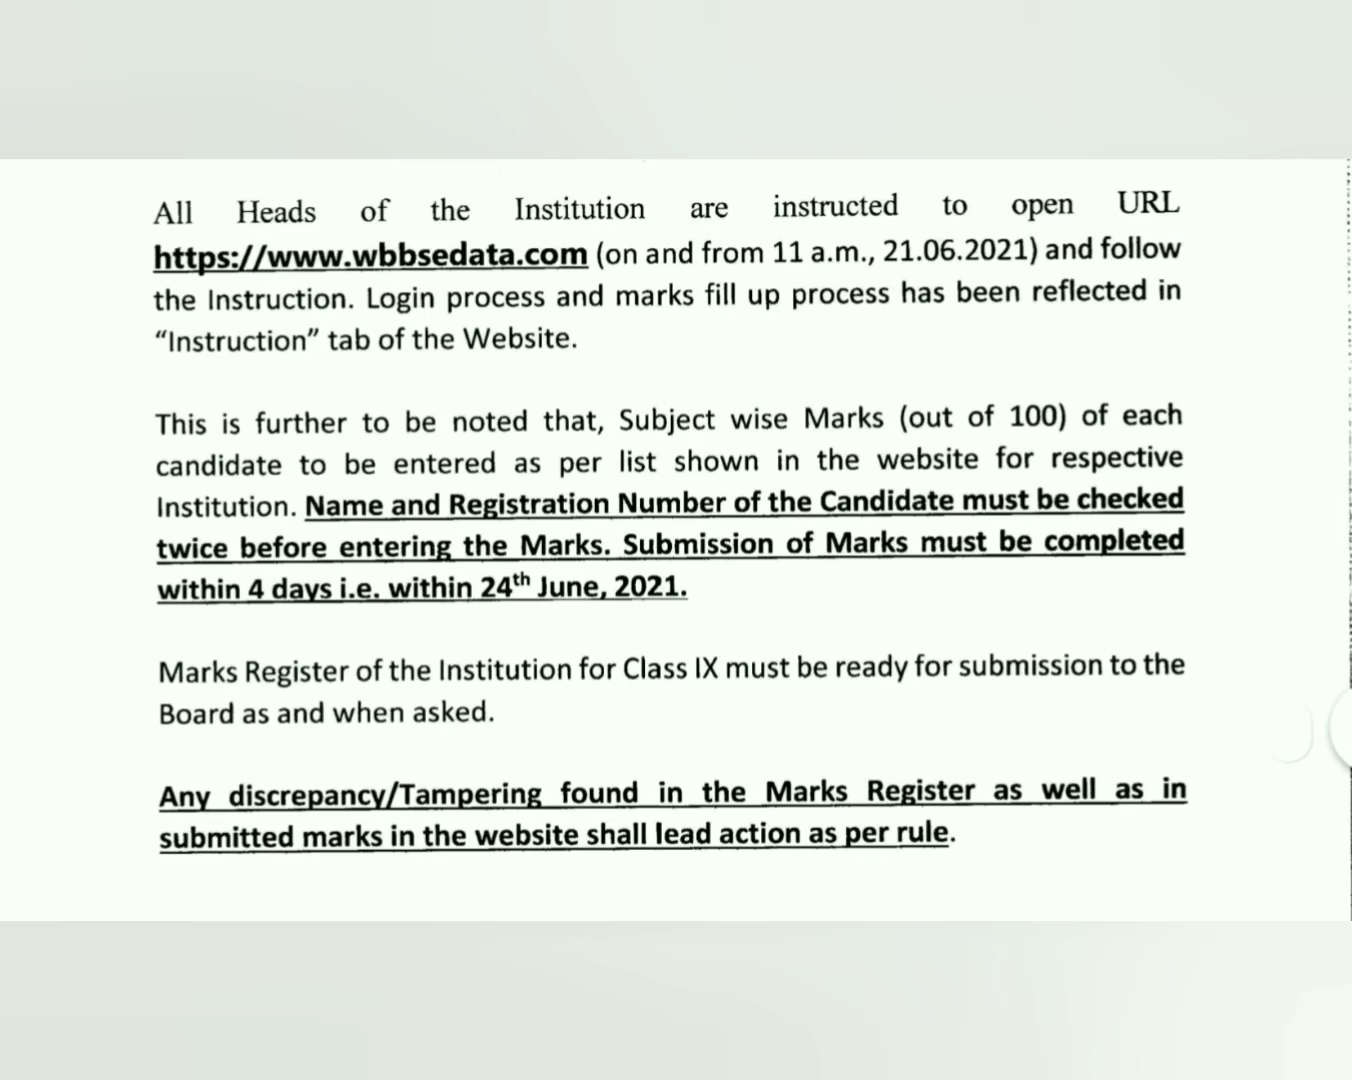 All Heads of the Institution are instructed to open URL
https://www.wbbsedata.com (on and from 11 a.m., 21.06.2021) and follow
the Instruction. Login process and marks fill up process has been reflected in
“Instruction” tab of the Website.
This is further to be noted that, Subject wise Marks (out of 100) of each
candidate to be entered as per list shown in the website for respective
Institution. Name and Registration Number of the Candidate must be checked
twice before entering the Marks. Submission of Marks must be completed
within 4 days i.e. within 24th June, 2021.
Marks Register of the Institution for Class IX must be ready for submission to the
Board as and when asked.
Any discrepancy/Tampering found in the Marks Register as well as in
submitted marks in the website shall lead action as per rule.